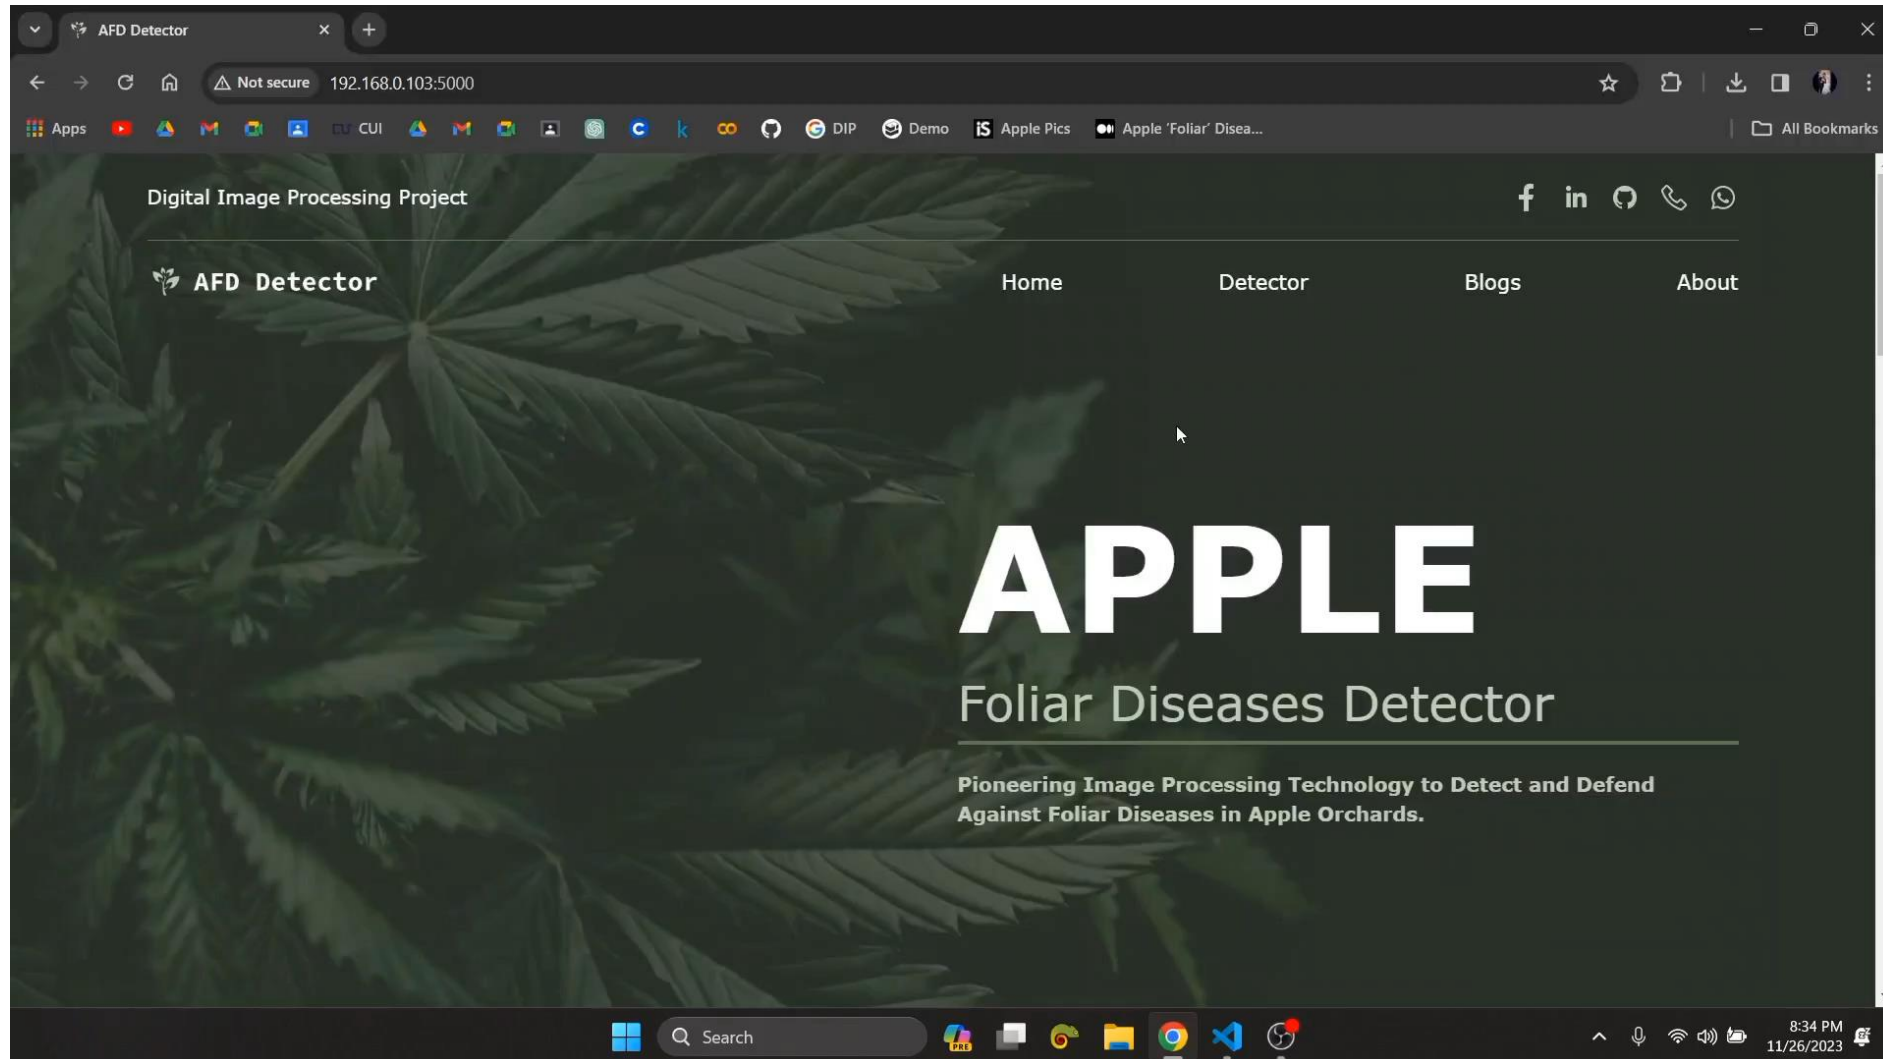 AFD Detector
Not secure 192.168.0.103:5000
Apps CUI DIP Demo iS Apple Pics Apple ‘Foliar’ Disea... All Bookmarks
Digital Image Processing Project
AFD Detector Home Detector Blogs About
APPLE
Foliar Diseases Detector
Pioneering Image Processing Technology to Detect and Defend
Against Foliar Diseases in Apple Orchards.
Search PRE 8:34 PM
11/26/2023